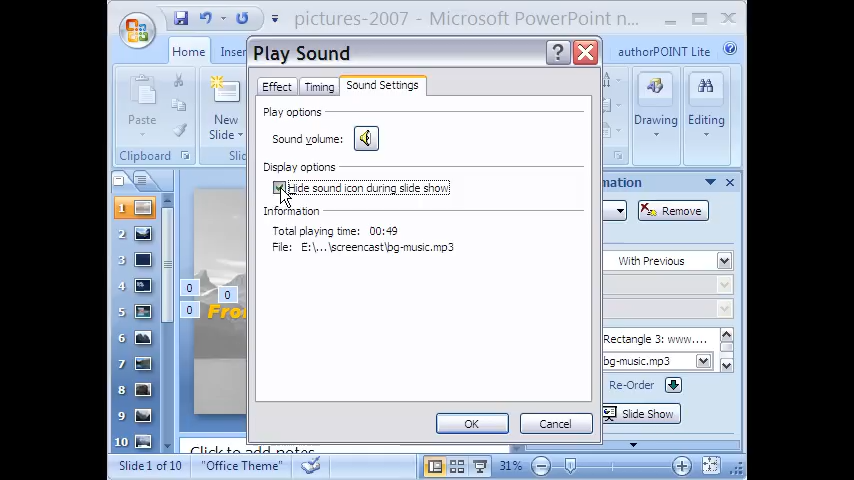 pictures-2007 - Microsoft PowerPoint n...
Home
Inser
authorPOINT Lite
Play Sound
Effect
Timing
Sound Settings
Paste
New
Slide
Drawing
Editing
Clipboard
Play options
Sound volume:
Display options
Hide sound icon during slide show
Information
Total playing time: 00:49
File: E:\...\screencast\bg-music.mp3
mation
Remove
With Previous
Rectangle 3: www....
bg-music.mp3
Re-Order
Slide Show
1
2
3
4
5
6
7
8
9
10
0
0
0
Fro
OK
Cancel
Click to add notes
Slide 1 of 10
"Office Theme"
31%